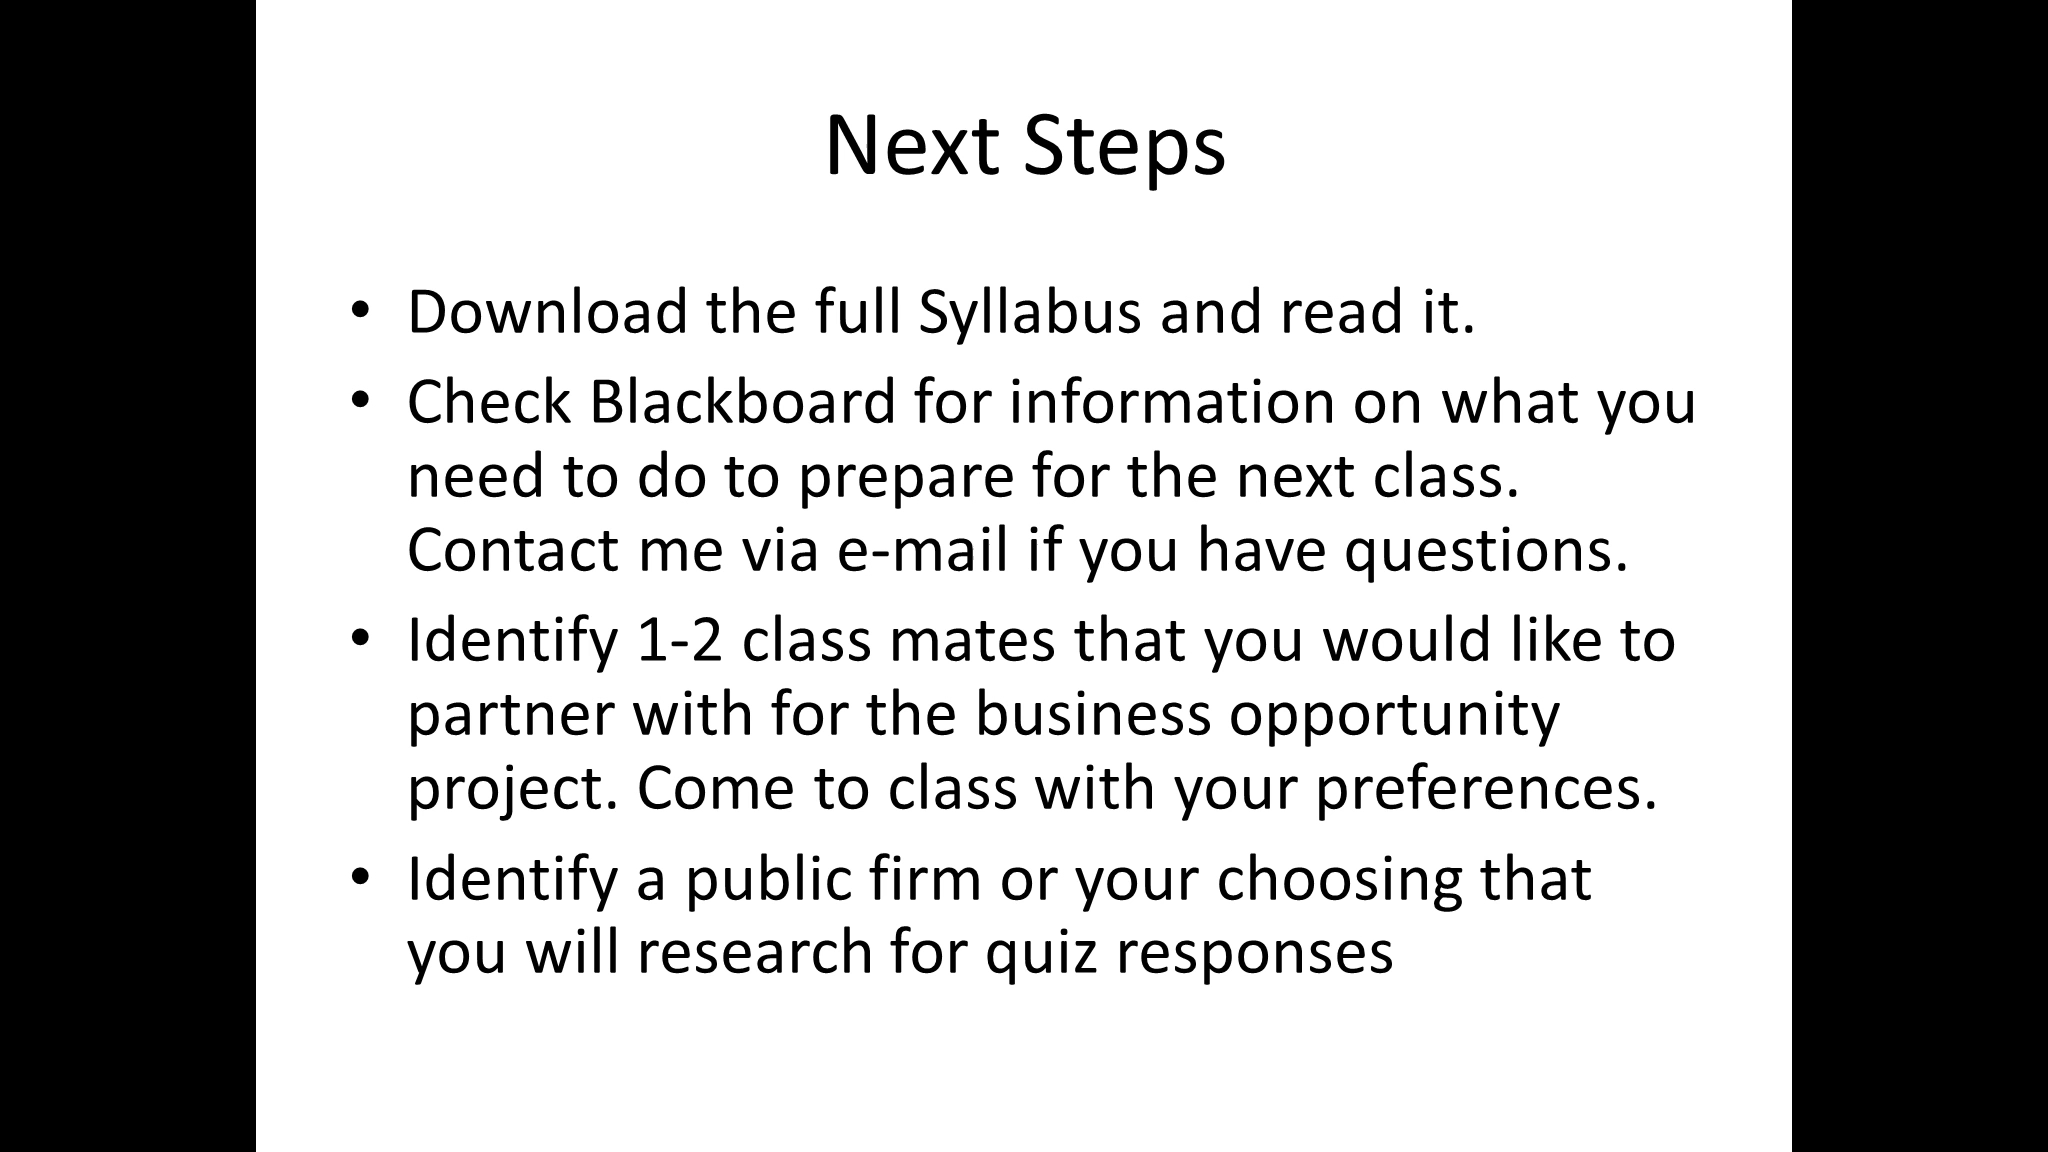 Next Steps
• Download the full Syllabus and read it.
• Check Blackboard for information on what you
need to do to prepare for the next class.
Contact me via e-mail if you have questions.
• Identify 1-2 class mates that you would like to
partner with for the business opportunity
project. Come to class with your preferences.
• Identify a public firm or your choosing that
you will research for quiz responses